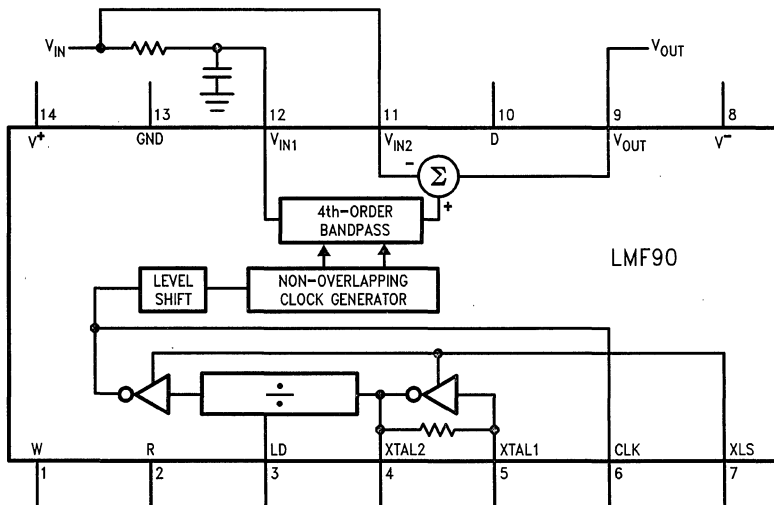 V_IN
V_OUT
14 13 12 11 10 9 8
V+ GND V_IN1 V_IN2 D V_OUT V-
- Σ
+
4th-ORDER
BANDPASS
LMF90
LEVEL
SHIFT
NON-OVERLAPPING
CLOCK GENERATOR
÷
W R LD XTAL2 XTAL1 CLK XLS
1 2 3 4 5 6 7